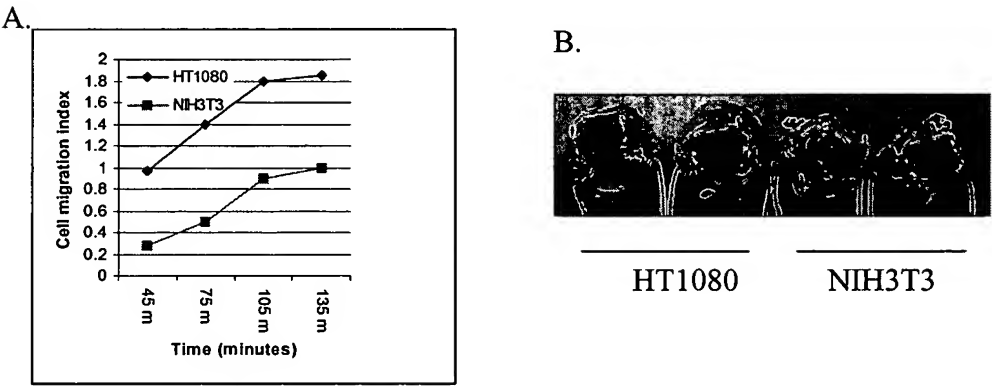 A.
2
1.8
1.6
1.4
1.2
1
0.8
0.6
0.4
0.2
0
Cell migration index
HT1080
NIH3T3
45 m
75 m
105 m
135 m
Time (minutes)
B.
HT1080
NIH3T3